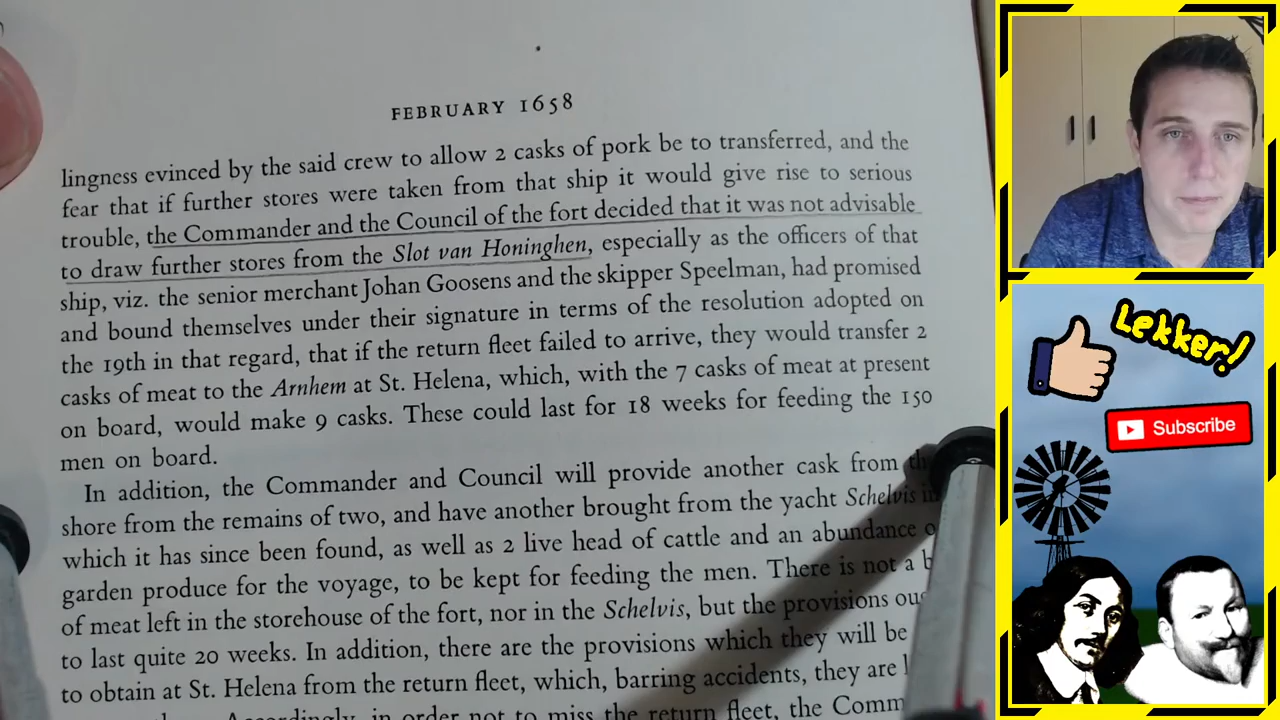 FEBRUARY 1658
lingness evinced by the said crew to allow 2 casks of pork be to transferred, and the
fear that if further stores were taken from that ship it would give rise to serious
trouble, the Commander and the Council of the fort decided that it was not advisable
to draw further stores from the Slot van Honinghen, especially as the officers of that
ship, viz. the senior merchant Johan Goosens and the skipper Speelman, had promised
and bound themselves under their signature in terms of the resolution adopted on
the 19th in that regard, that if the return fleet failed to arrive, they would transfer 2
casks of meat to the Arnhem at St. Helena, which, with the 7 casks of meat at present
on board, would make 9 casks. These could last for 18 weeks for feeding the 150
men on board.
In addition, the Commander and Council will provide another cask from
shore from the remains of two, and have another brought from the yacht Schelvis in
which it has since been found, as well as 2 live head of cattle and an abundance
garden produce for the voyage, to be kept for feeding the men. There is not a
of meat left in the storehouse of the fort, nor in the Schelvis, but the provisions
to last quite 20 weeks. In addition, there are the provisions which they will be
to obtain at St. Helena from the return fleet, which, barring accidents, they are
Accordingly, in order not to miss the return fleet, the
Lekker!
Subscribe